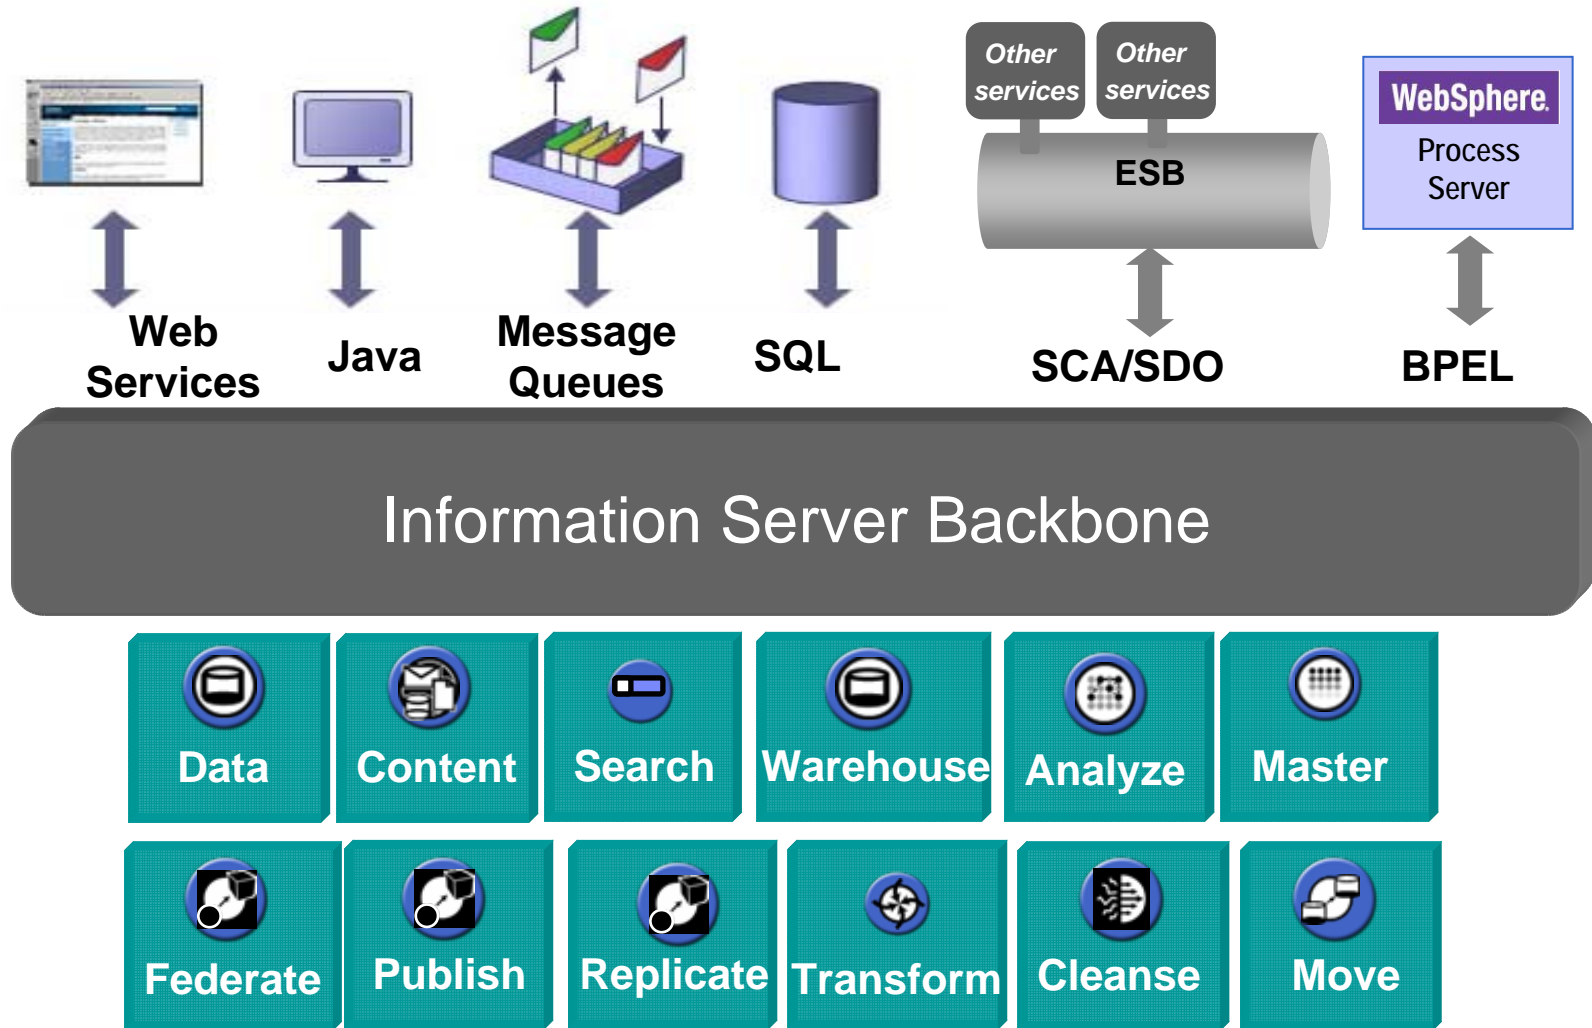 Other
services
Other
services
ESB
WebSphere.
Process
Server
Web
Services
Java
Message
Queues
SQL
SCA/SDO
BPEL
Information Server Backbone
Data
Content
Search
Warehouse
Analyze
Master
Federate
Publish
Replicate
Transform
Cleanse
Move